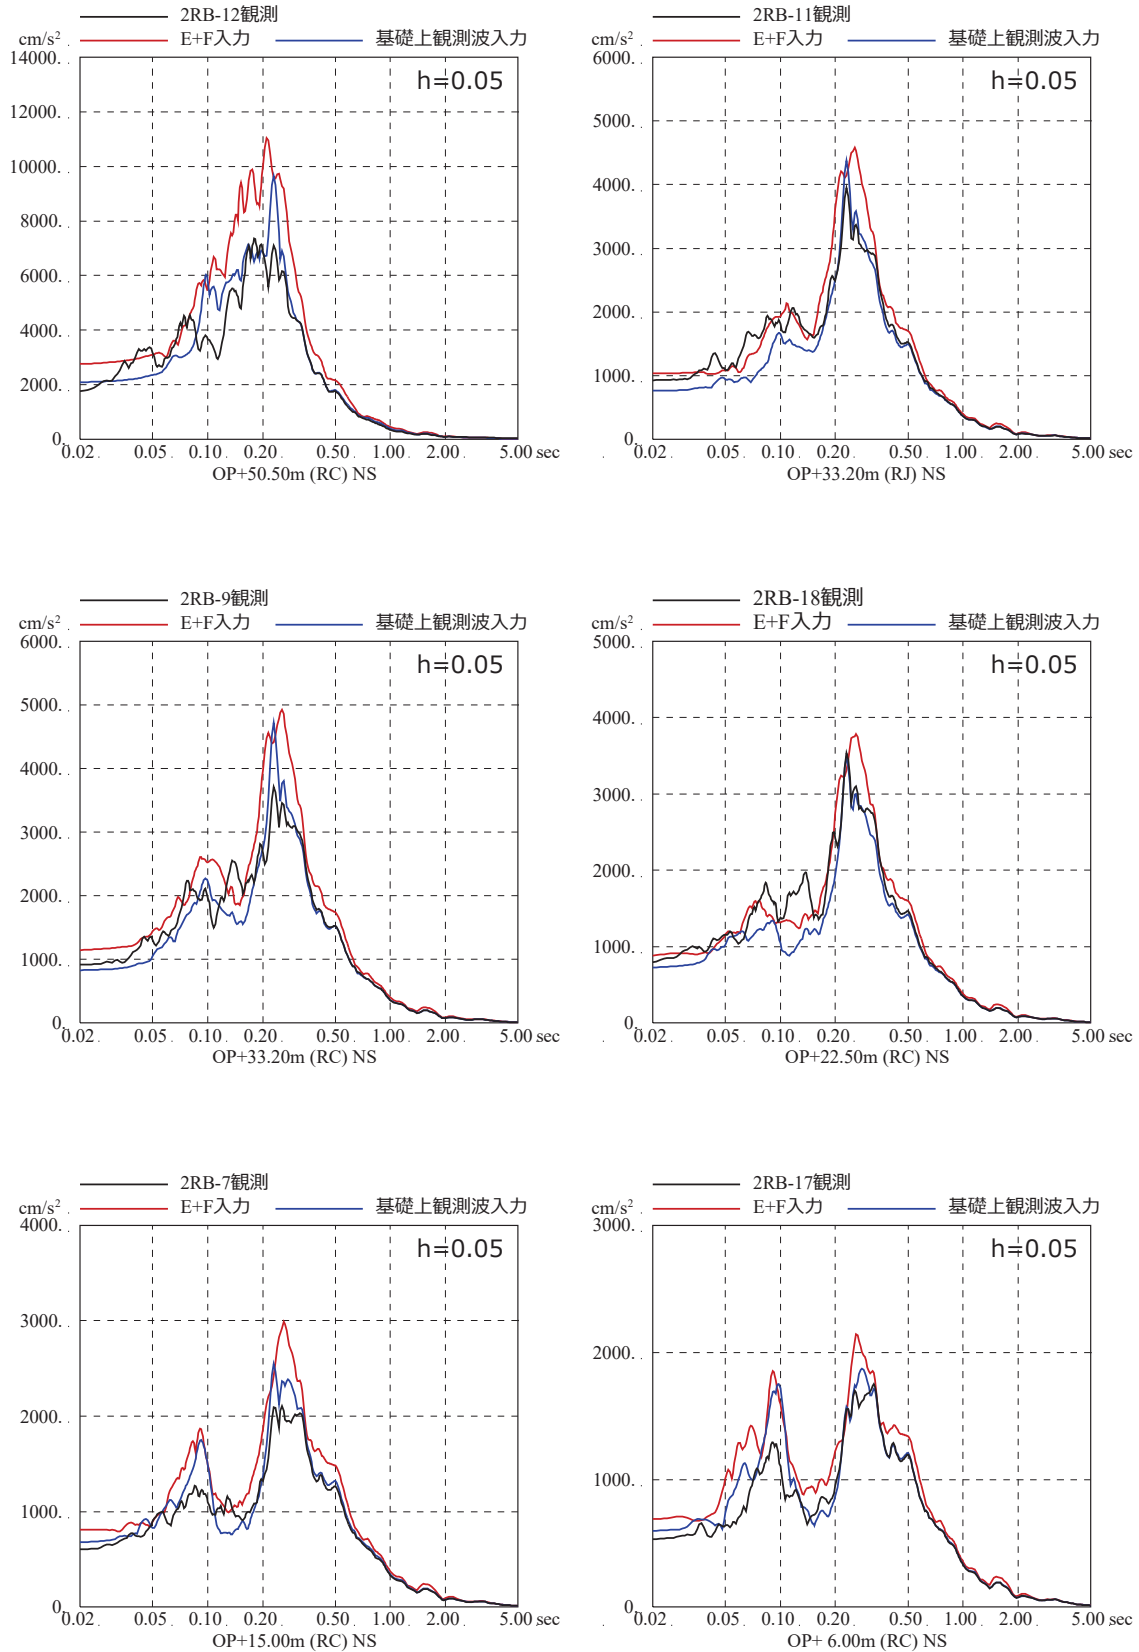 2RB-12観測
cm/s² E+F入力 基礎上観測波入力
14000. h=0.05
12000.
10000.
8000.
6000.
4000.
2000.
0.
0.02 0.05 0.10 0.20 0.50 1.00 2.00 5.00 sec
OP+50.50m (RC) NS
2RB-11観測
cm/s² E+F入力 基礎上観測波入力
6000. h=0.05
5000.
4000.
3000.
2000.
1000.
0.
0.02 0.05 0.10 0.20 0.50 1.00 2.00 5.00 sec
OP+33.20m (RJ) NS
2RB-9観測
cm/s² E+F入力 基礎上観測波入力
6000. h=0.05
5000.
4000.
3000.
2000.
1000.
0.
0.02 0.05 0.10 0.20 0.50 1.00 2.00 5.00 sec
OP+33.20m (RC) NS
2RB-18観測
cm/s² E+F入力 基礎上観測波入力
5000. h=0.05
4000.
3000.
2000.
1000.
0.
0.02 0.05 0.10 0.20 0.50 1.00 2.00 5.00 sec
OP+22.50m (RC) NS
2RB-7観測
cm/s² E+F入力 基礎上観測波入力
4000. h=0.05
3000.
2000.
1000.
0.
0.02 0.05 0.10 0.20 0.50 1.00 2.00 5.00 sec
OP+15.00m (RC) NS
2RB-17観測
cm/s² E+F入力 基礎上観測波入力
3000. h=0.05
2000.
1000.
0.
0.02 0.05 0.10 0.20 0.50 1.00 2.00 5.00 sec
OP+ 6.00m (RC) NS